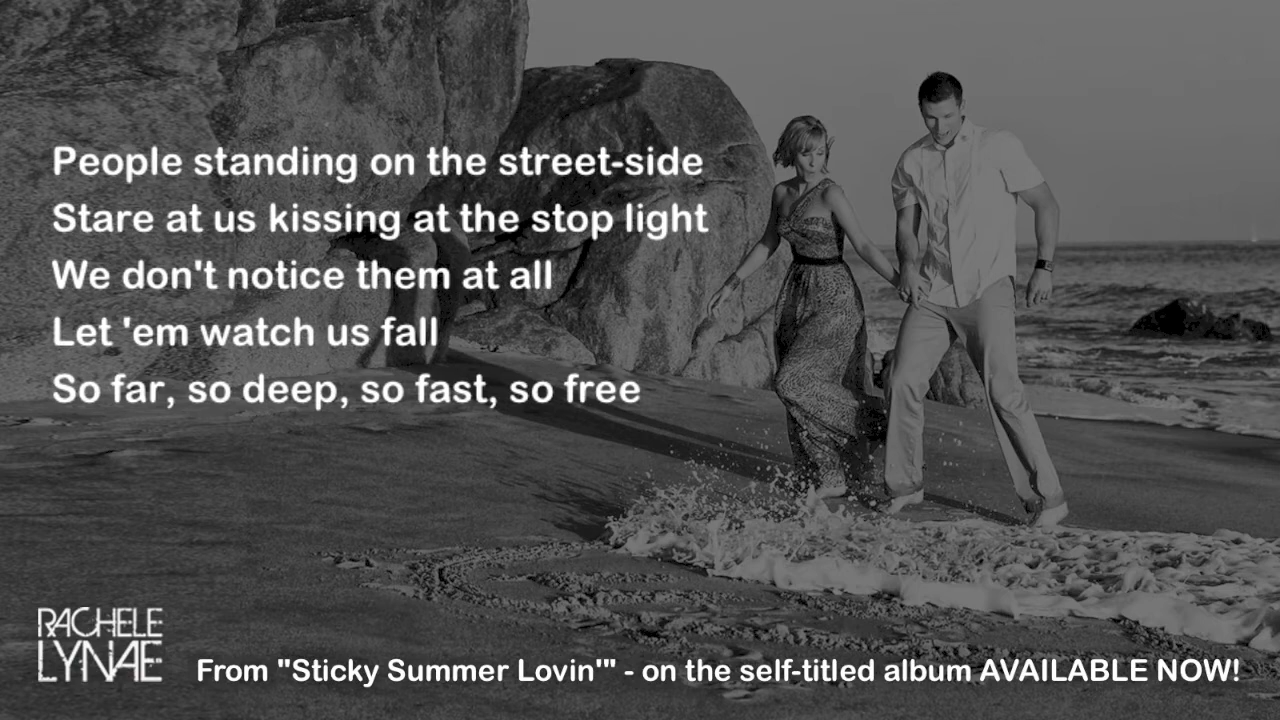 People standing on the street-side
Stare at us kissing at the stop light
We don't notice them at all
Let 'em watch us fall
So far, so deep, so fast, so free
RACHELE
LYNAE
From "Sticky Summer Lovin'" - on the self-titled album AVAILABLE NOW!